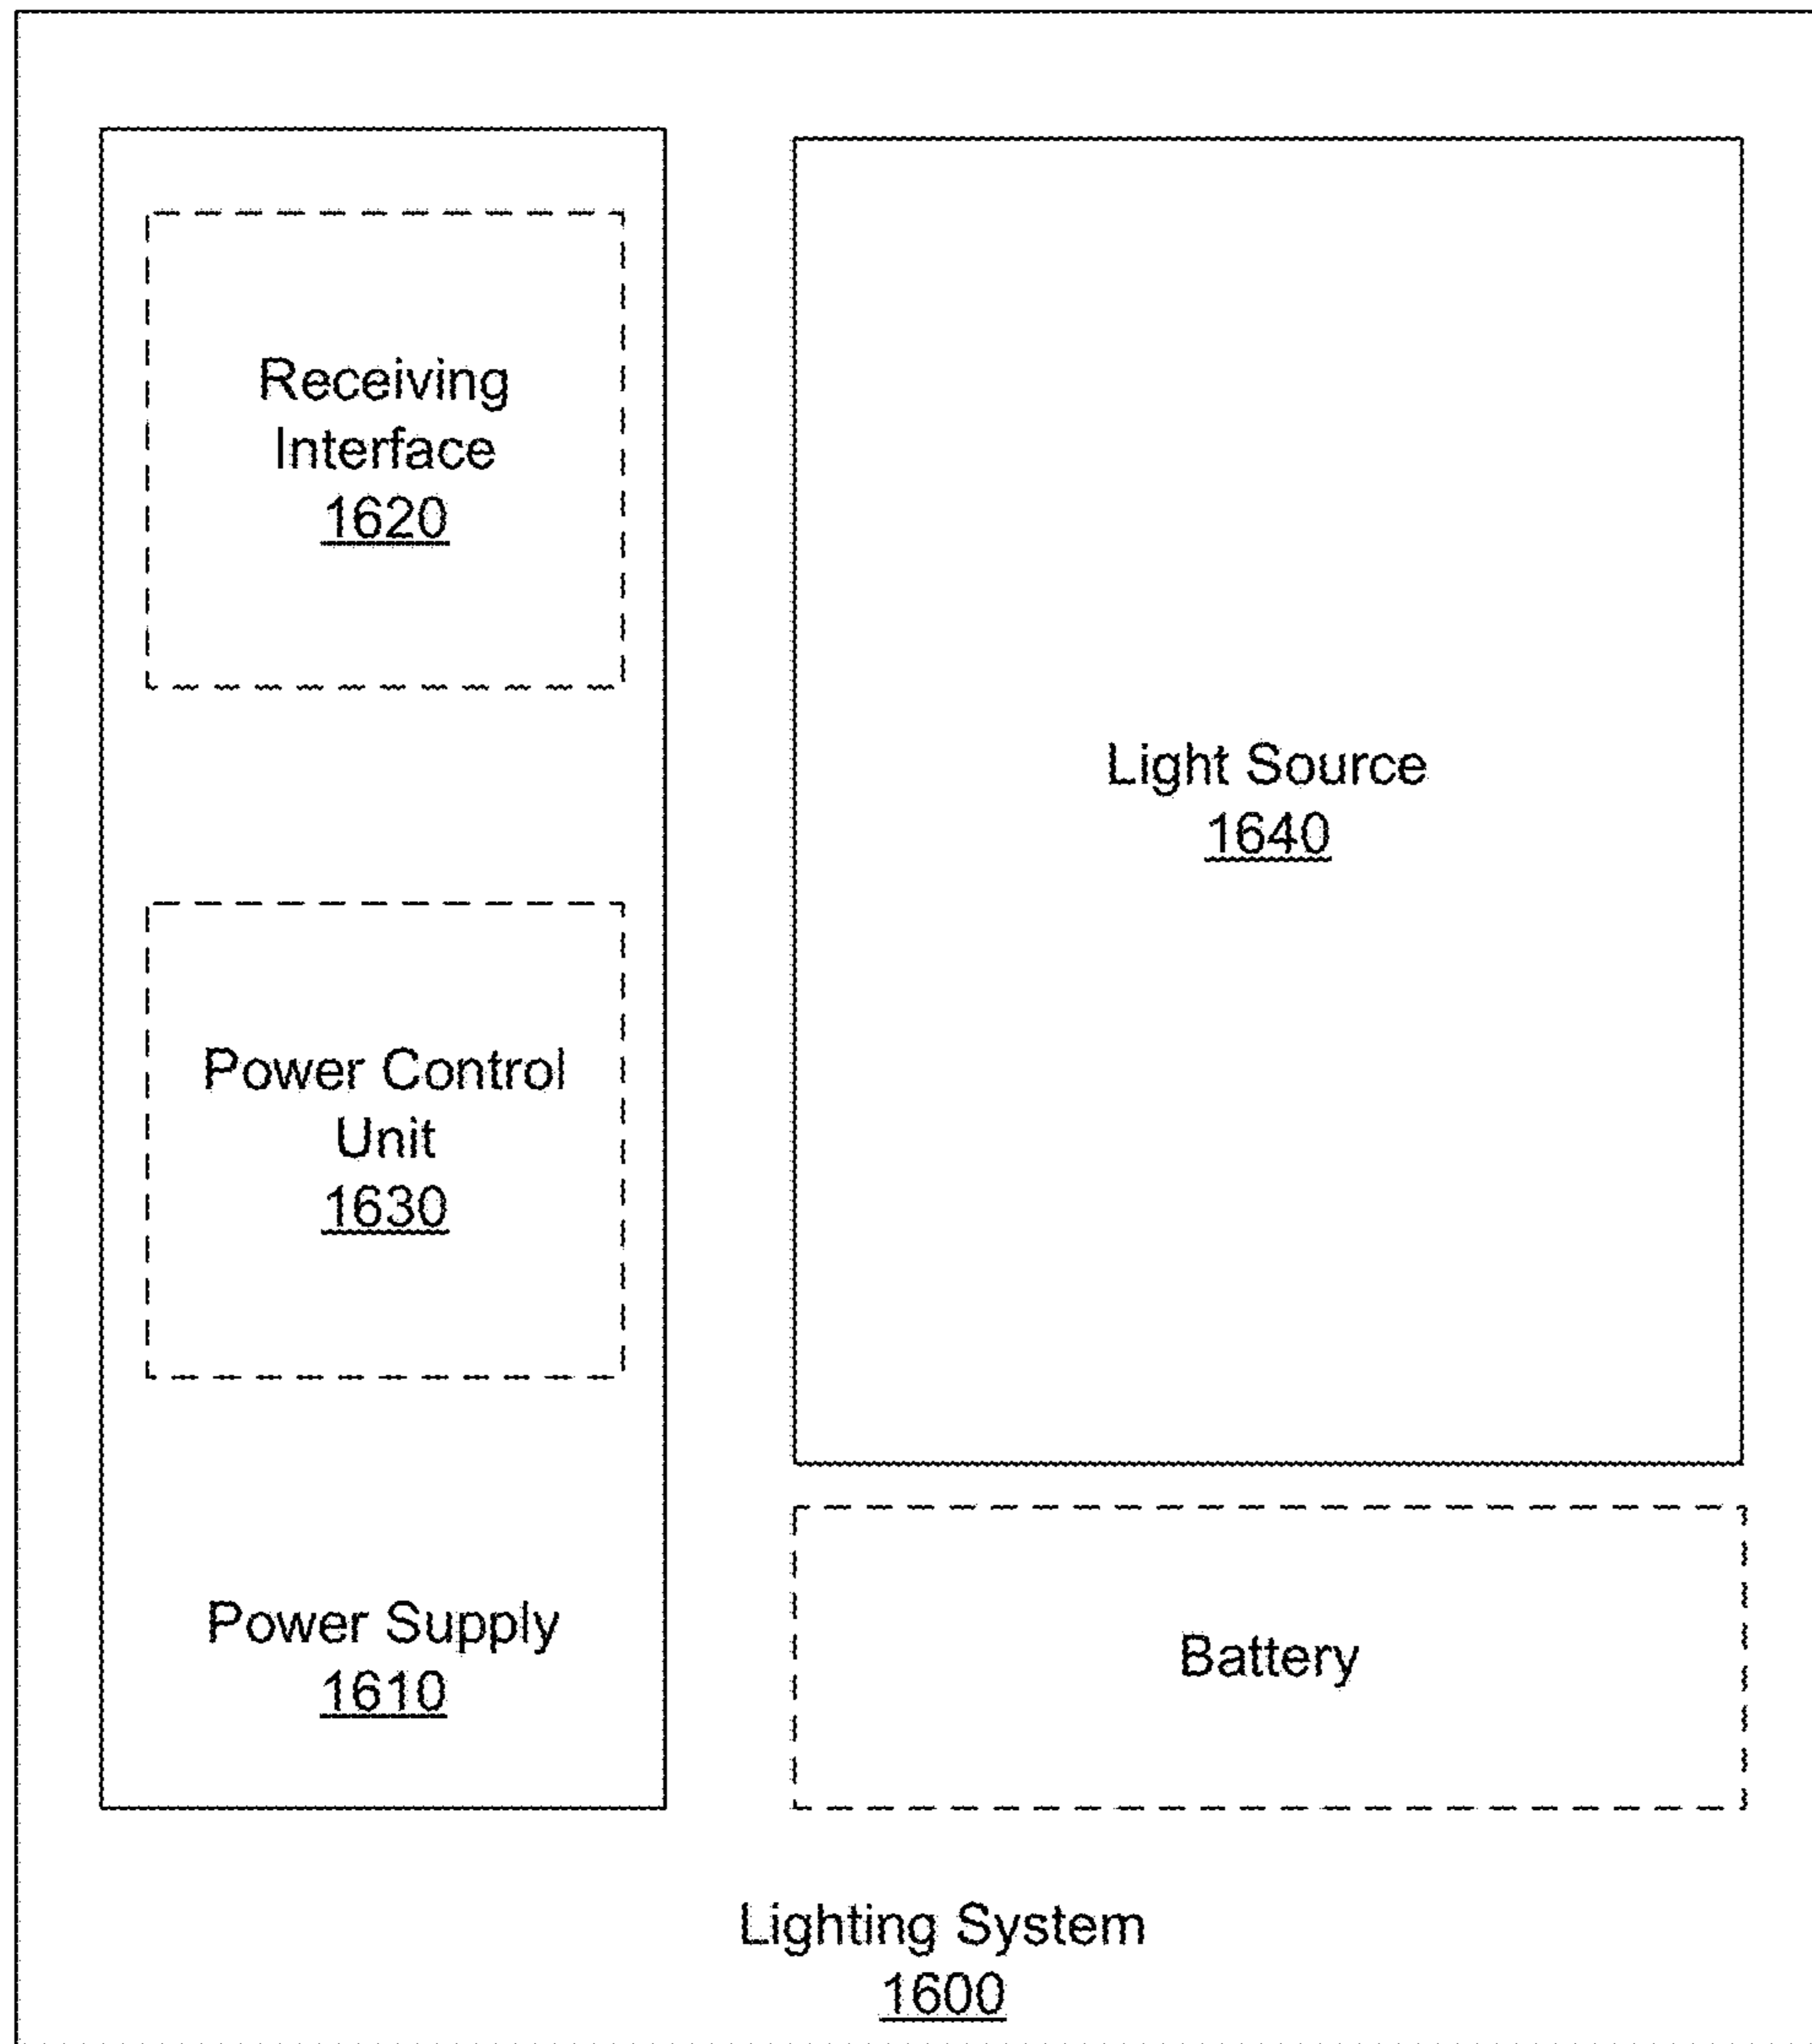 Receiving
Interface
1620
Power Control
Unit
1630
Power Supply
1610
Light Source
1640
Battery
Lighting System
1600